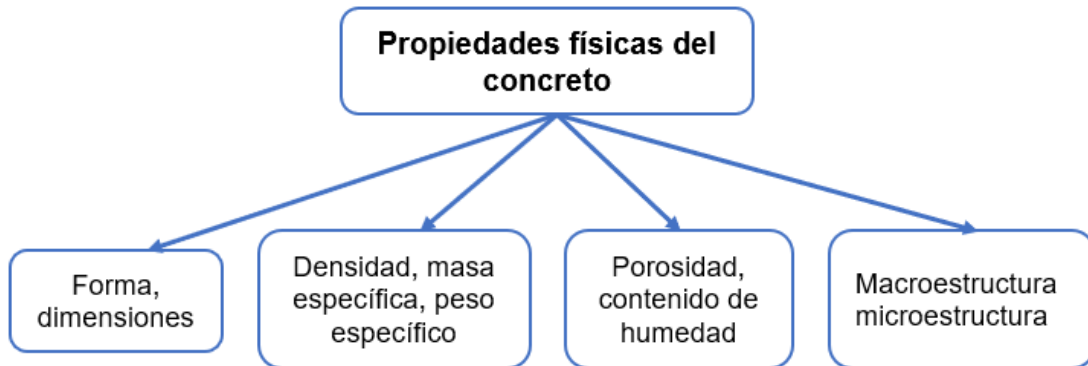 Propiedades físicas del
concreto
Forma,
dimensiones
Densidad, masa
específica, peso
específico
Porosidad,
contenido de
humedad
Macroestructura
microestructura